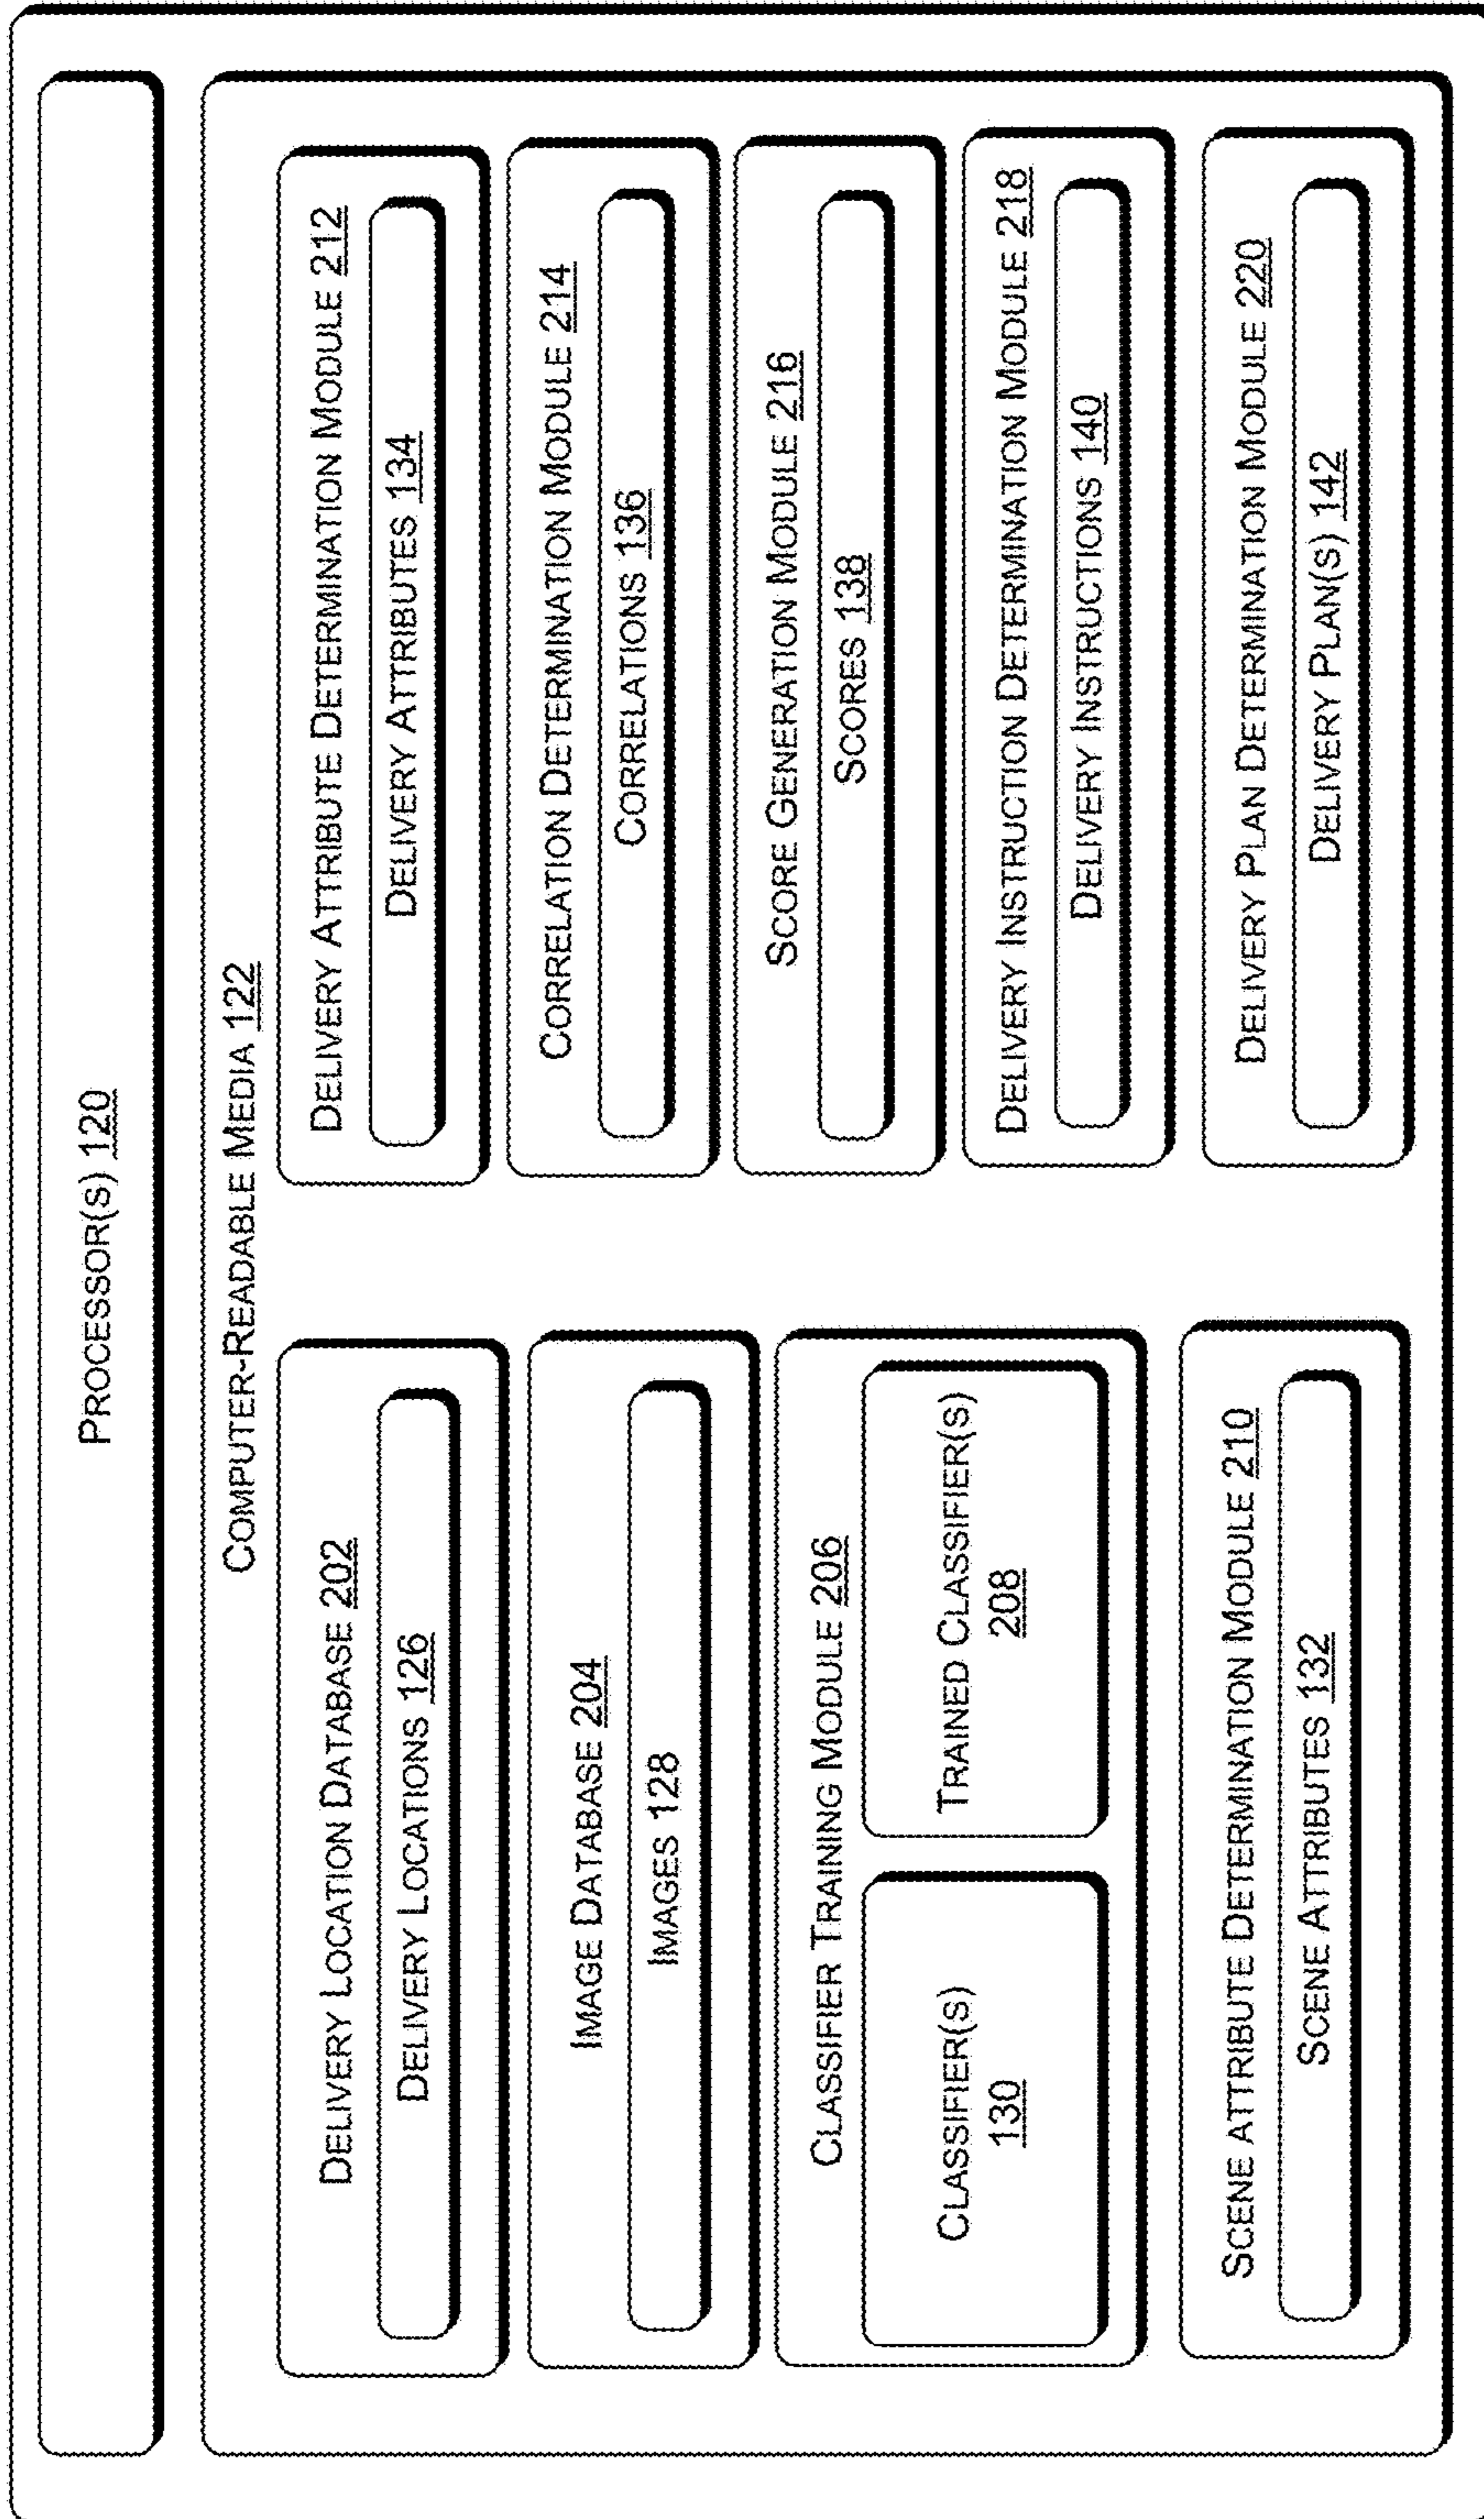 PROCESSOR(S) 120
COMPUTER-READABLE MEDIA 122
DELIVERY LOCATION DATABASE 202
DELIVERY LOCATIONS 126
IMAGE DATABASE 204
IMAGES 128
CLASSIFIER TRAINING MODULE 206
CLASSIFIER(S)
130
TRAINED CLASSIFIER(S)
208
SCENE ATTRIBUTE DETERMINATION MODULE 210
SCENE ATTRIBUTES 132
DELIVERY ATTRIBUTE DETERMINATION MODULE 212
DELIVERY ATTRIBUTES 134
CORRELATION DETERMINATION MODULE 214
CORRELATIONS 136
SCORE GENERATION MODULE 216
SCORES 138
DELIVERY INSTRUCTION DETERMINATION MODULE 218
DELIVERY INSTRUCTIONS 140
DELIVERY PLAN DETERMINATION MODULE 220
DELIVERY PLAN(S) 142